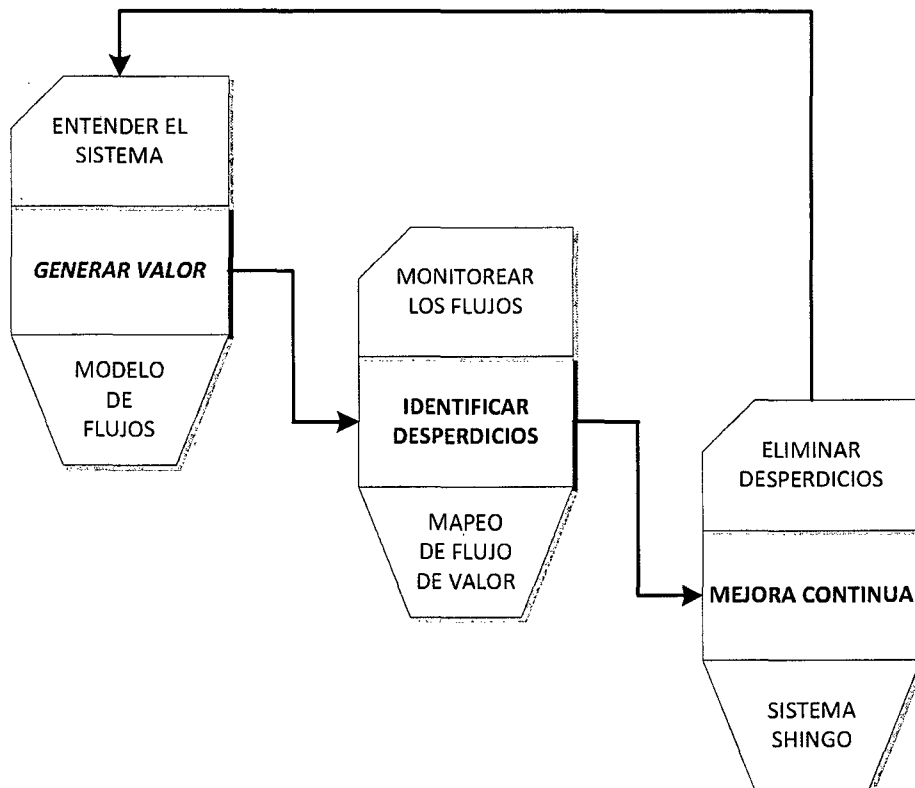 ENTENDER EL
SISTEMA
GENERAR VALOR
MODELO
DE
FLUJOS
MONITOREAR
LOS FLUJOS
IDENTIFICAR
DESPERDICIOS
MAPEO
DE FLUJO
DE VALOR
ELIMINAR
DESPERDICIOS
MEJORA CONTINUA
SISTEMA
SHINGO